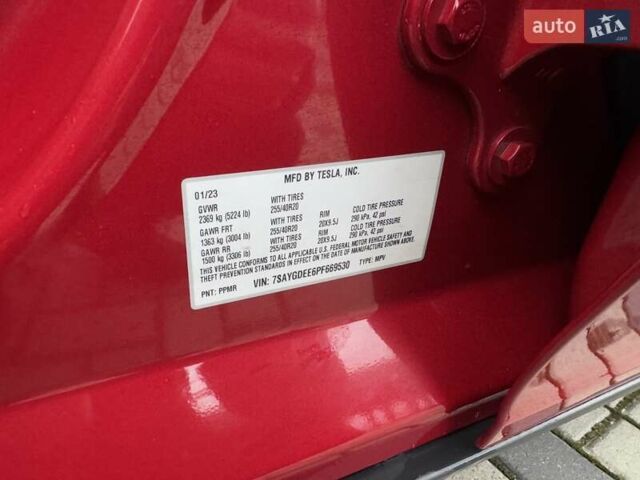 auto RIA.com
MFD BY TESLA, INC.
01/23
GVWR WITH TIRES
2369 kg (5224 lb) 255/40R20 RIM COLD TIRE PRESSURE
GAWR FRT WITH TIRES 20X9.5J 290 kPa, 42 psi
1363 kg (3004 lb) 255/40R20 RIM COLD TIRE PRESSURE
GAWR RR WITH TIRES 20X9.5J 290 kPa, 42 psi
1500 kg (3306 lb) 255/40R20
THIS VEHICLE CONFORMS TO ALL APPLICABLE U.S. FEDERAL MOTOR VEHICLE SAFETY AND
THEFT PREVENTION STANDARDS IN EFFECT ON THE DATE OF MANUFACTURE SHOWN ABOVE.
PNT: PPMR VIN: 7SAYGDEE6PF669530 TYPE: MPV